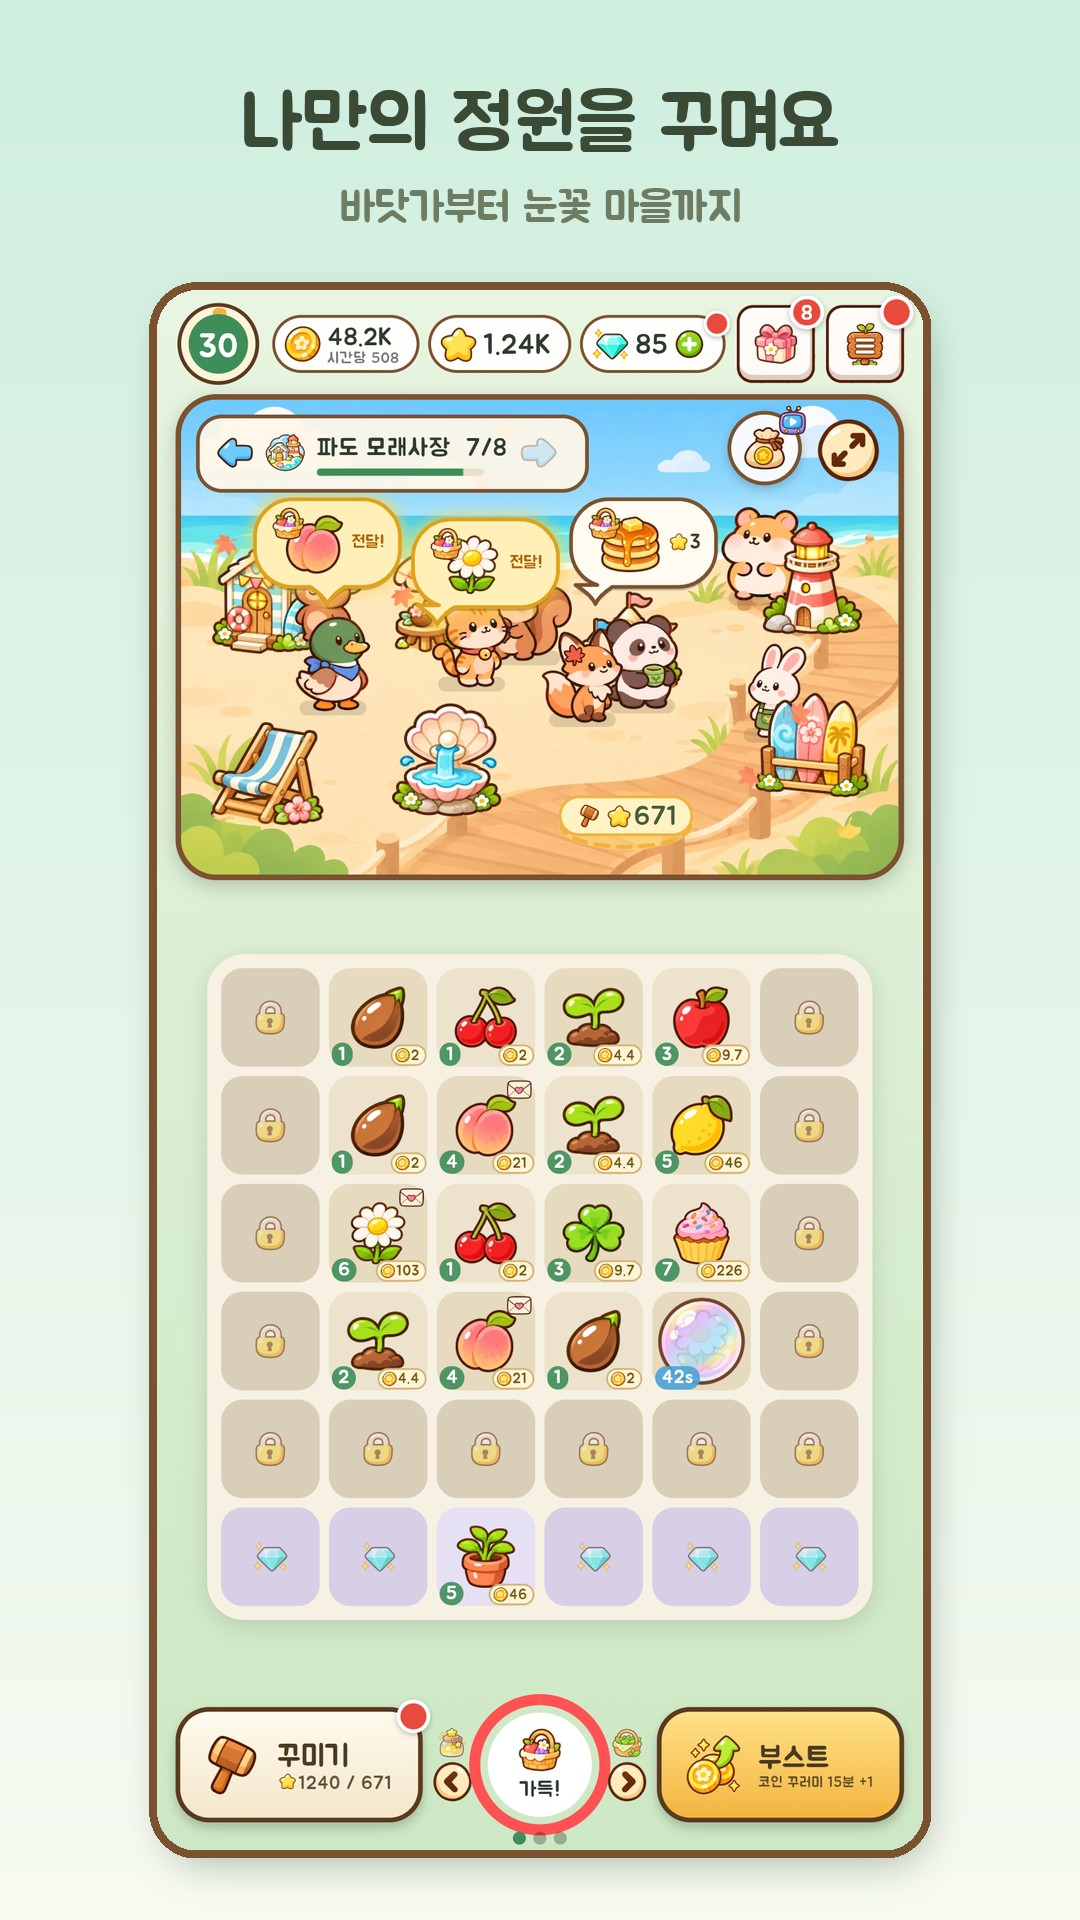 나만의 정원을 꾸며요
바닷가부터 눈꽃 마을까지
30
48.2K
시간당 508
1.24K
85
8
파도 모래사장 7/8
전달!
전달!
3
671
1 2
1 2
2 4.4
3 9.7
1 2
4 21
2 4.4
5 46
6 103
1 2
3 9.7
7 226
2 4.4
4 21
1 2
42s
5 46
꾸미기
1240 / 671
가득!
부스트
코인 꾸러미 15분 +1